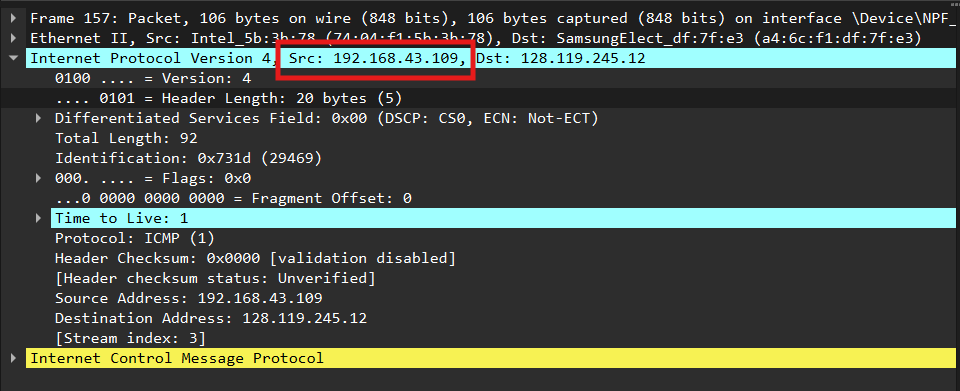 Frame 157: Packet, 106 bytes on wire (848 bits), 106 bytes captured (848 bits) on interface \Device\NPF_
Ethernet II, Src: Intel_5b:3b:78 (74:04:f1:5b:3b:78), Dst: SamsungElect_df:7f:e3 (a4:6c:f1:df:7f:e3)
Internet Protocol Version 4, Src: 192.168.43.109, Dst: 128.119.245.12
0100 .... = Version: 4
.... 0101 = Header Length: 20 bytes (5)
Differentiated Services Field: 0x00 (DSCP: CS0, ECN: Not-ECT)
Total Length: 92
Identification: 0x731d (29469)
000. .... = Flags: 0x0
...0 0000 0000 0000 = Fragment Offset: 0
Time to Live: 1
Protocol: ICMP (1)
Header Checksum: 0x0000 [validation disabled]
[Header checksum status: Unverified]
Source Address: 192.168.43.109
Destination Address: 128.119.245.12
[Stream index: 3]
Internet Control Message Protocol